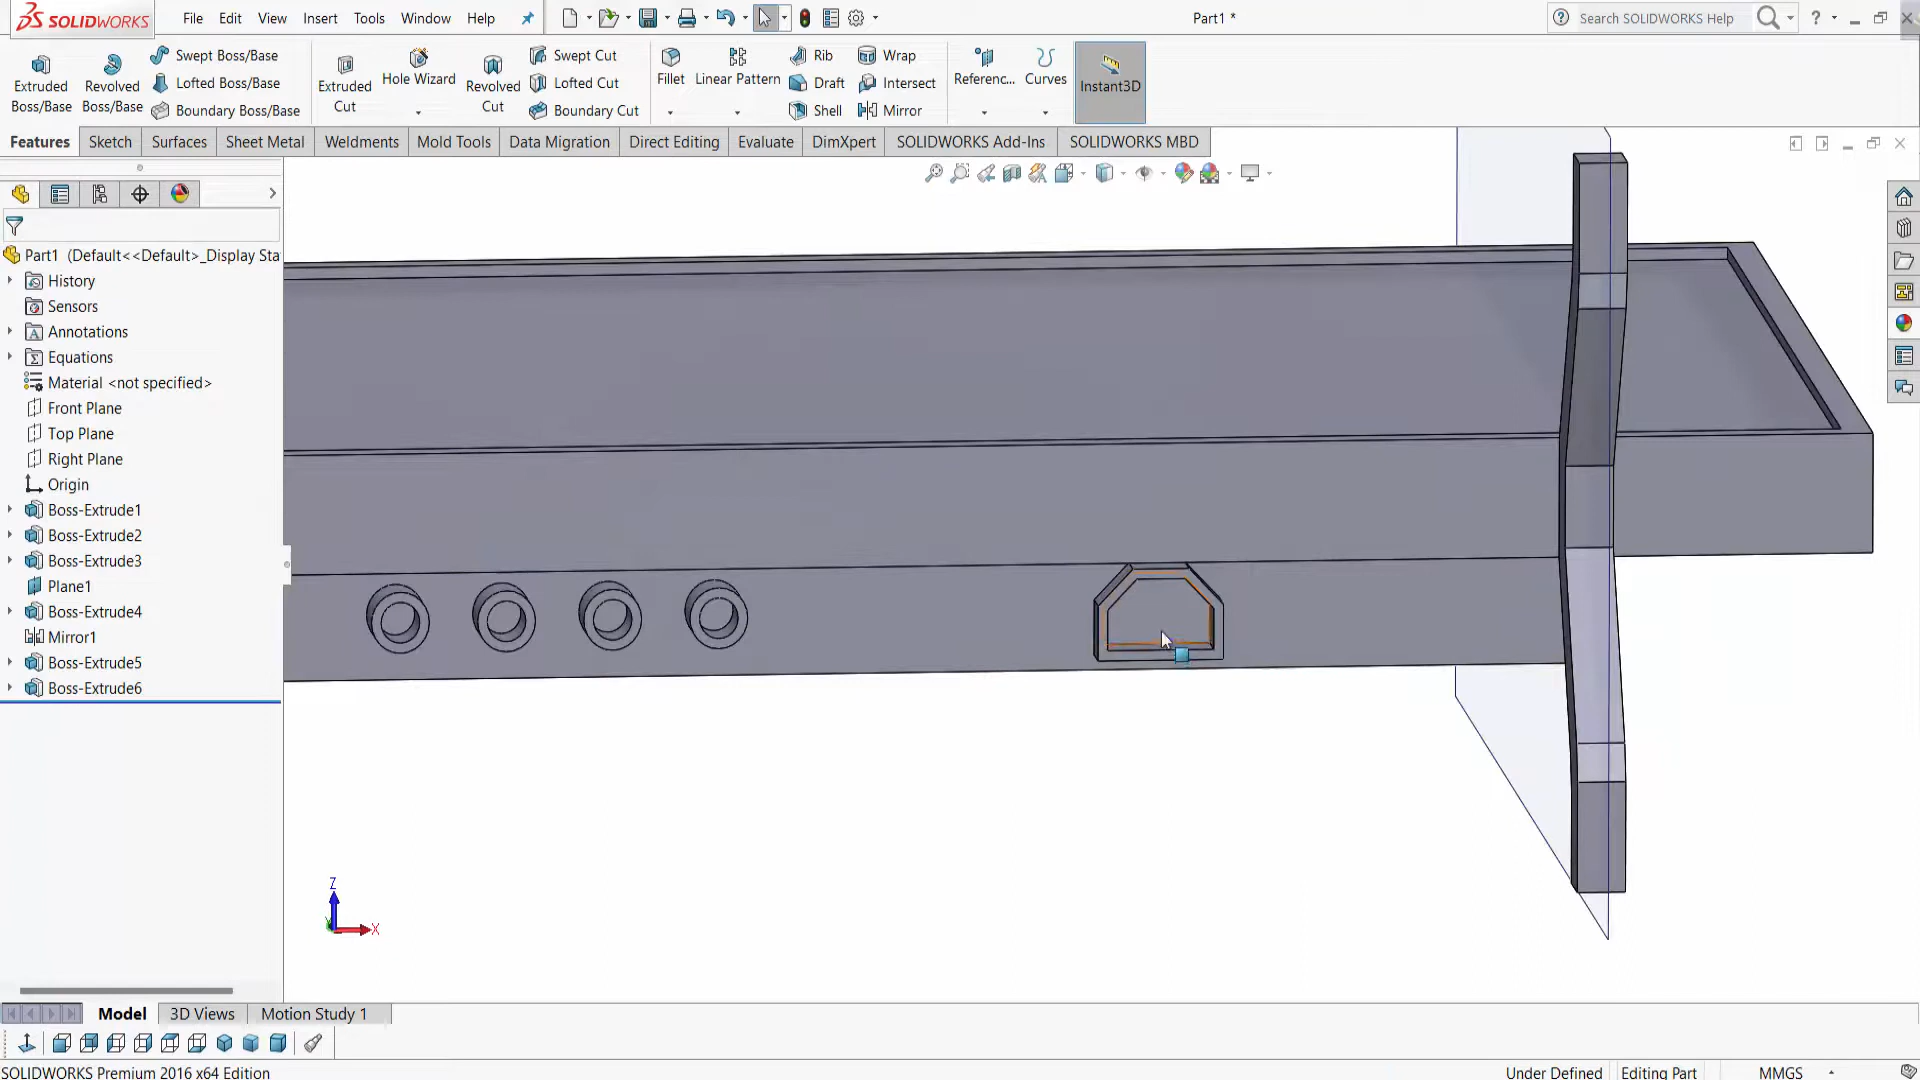 SOLIDWORKS File Edit View Insert Tools Window Help Part1 * Search SOLIDWORKS Help ?
Extruded Boss/Base
Revolved Boss/Base
Swept Boss/Base
Lofted Boss/Base
Boundary Boss/Base
Extruded Cut
Hole Wizard
Revolved Cut
Swept Cut
Lofted Cut
Boundary Cut
Fillet
Linear Pattern
Rib
Draft
Shell
Wrap
Intersect
Mirror
Referenc...
Curves
Instant3D
Features Sketch Surfaces Sheet Metal Weldments Mold Tools Data Migration Direct Editing Evaluate DimXpert SOLIDWORKS Add-Ins SOLIDWORKS MBD
Part1 (Default<<Default>_Display Sta
History
Sensors
Annotations
Equations
Material <not specified>
Front Plane
Top Plane
Right Plane
Origin
Boss-Extrude1
Boss-Extrude2
Boss-Extrude3
Plane1
Boss-Extrude4
Mirror1
Boss-Extrude5
Boss-Extrude6
Z
X
Model 3D Views Motion Study 1
SOLIDWORKS Premium 2016 x64 Edition Under Defined Editing Part MMGS